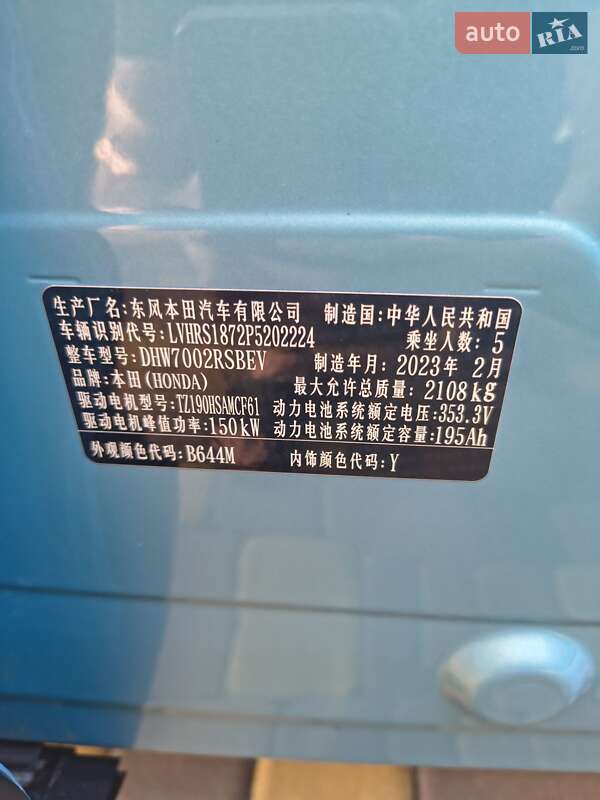 auto RIA
.com
生产厂名:东风本田汽车有限公司 制造国:中华人民共和国
车辆识别代号:LVHRS1872P5202224 乘坐人数:5
整车型号:DHW7002RSBEV 制造年月:2023年 2月
品牌:本田(HONDA) 最大允许总质量:2108kg
驱动电机型号:TZ190HSAMCF61 动力电池系统额定电压:353.3V
驱动电机峰值功率:150kW 动力电池系统额定容量:195Ah
外观颜色代码:B644M 内饰颜色代码:Y